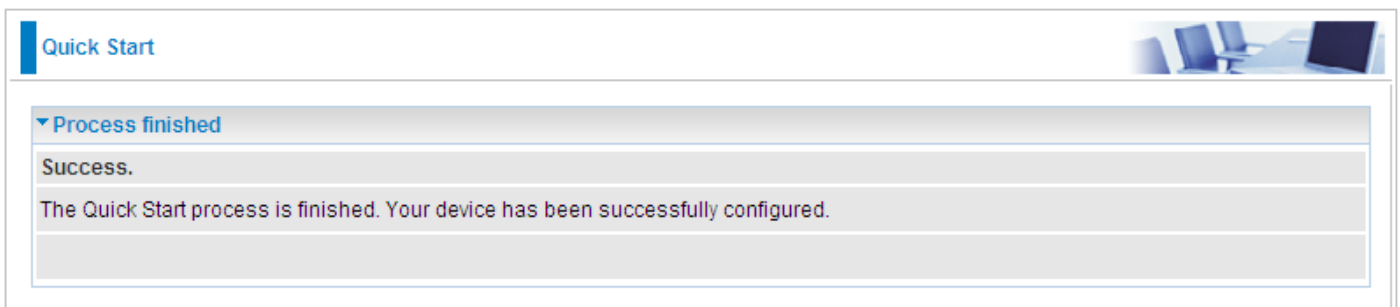 Quick Start
Process finished
Success.
The Quick Start process is finished. Your device has been successfully configured.